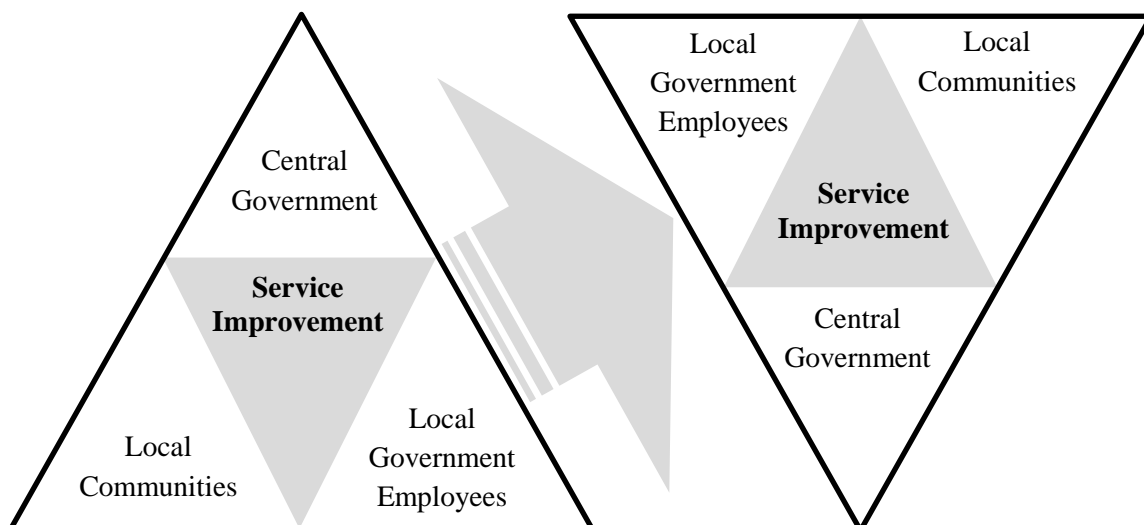 Central
Government
Service
Improvement
Local
Communities
Local
Government
Employees
Local
Government
Employees
Local
Communities
Service
Improvement
Central
Government